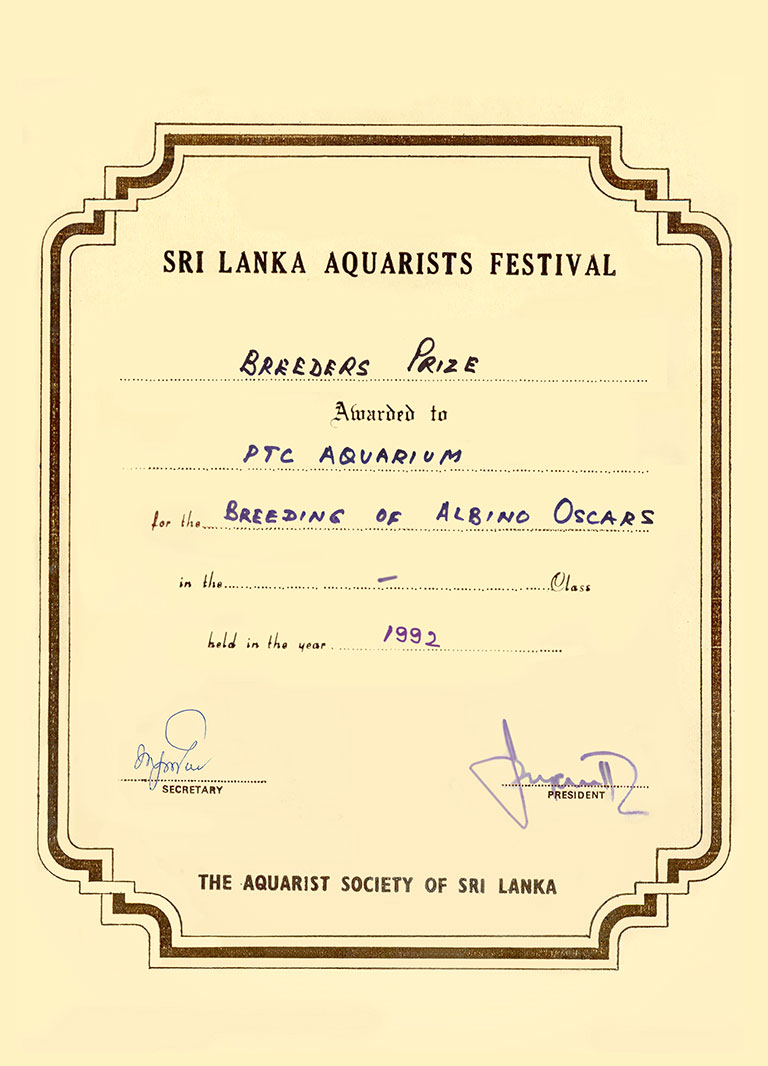 SRI LANKA AQUARISTS FESTIVAL
BREEDERS PRIZE
Awarded to
PTC AQUARIUM
for the BREEDING OF ALBINO OSCARS
in the - Class
held in the year 1992
SECRETARY
PRESIDENT
THE AQUARIST SOCIETY OF SRI LANKA